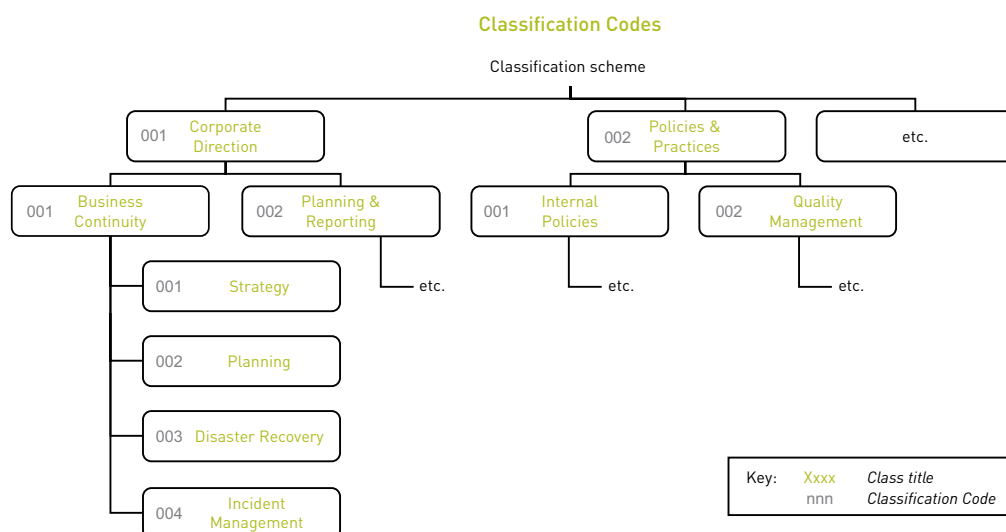 Classification Codes
Classification scheme
001 Corporate
Direction
002 Policies &
Practices
etc.
001 Business
Continuity
002 Planning &
Reporting
001 Internal
Policies
002 Quality
Management
001 Strategy
etc.
etc.
etc.
002 Planning
003 Disaster Recovery
004 Incident
Management
Key: Xxxx Class title
nnn Classification Code